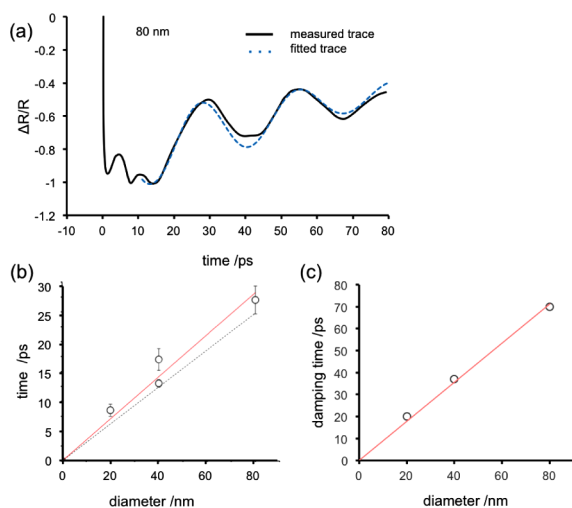 (a)
80 nm
measured trace
fitted trace
ΔR/R
0
-0.2
-0.4
-0.6
-0.8
-1
-1.2
-10 0 10 20 30 40 50 60 70 80
time /ps
(b)
time /ps
30
25
20
15
10
5
0
0 20 40 60 80
diameter /nm
(c)
damping time /ps
80
70
60
50
40
30
20
10
0
0 20 40 60 80
diameter /nm